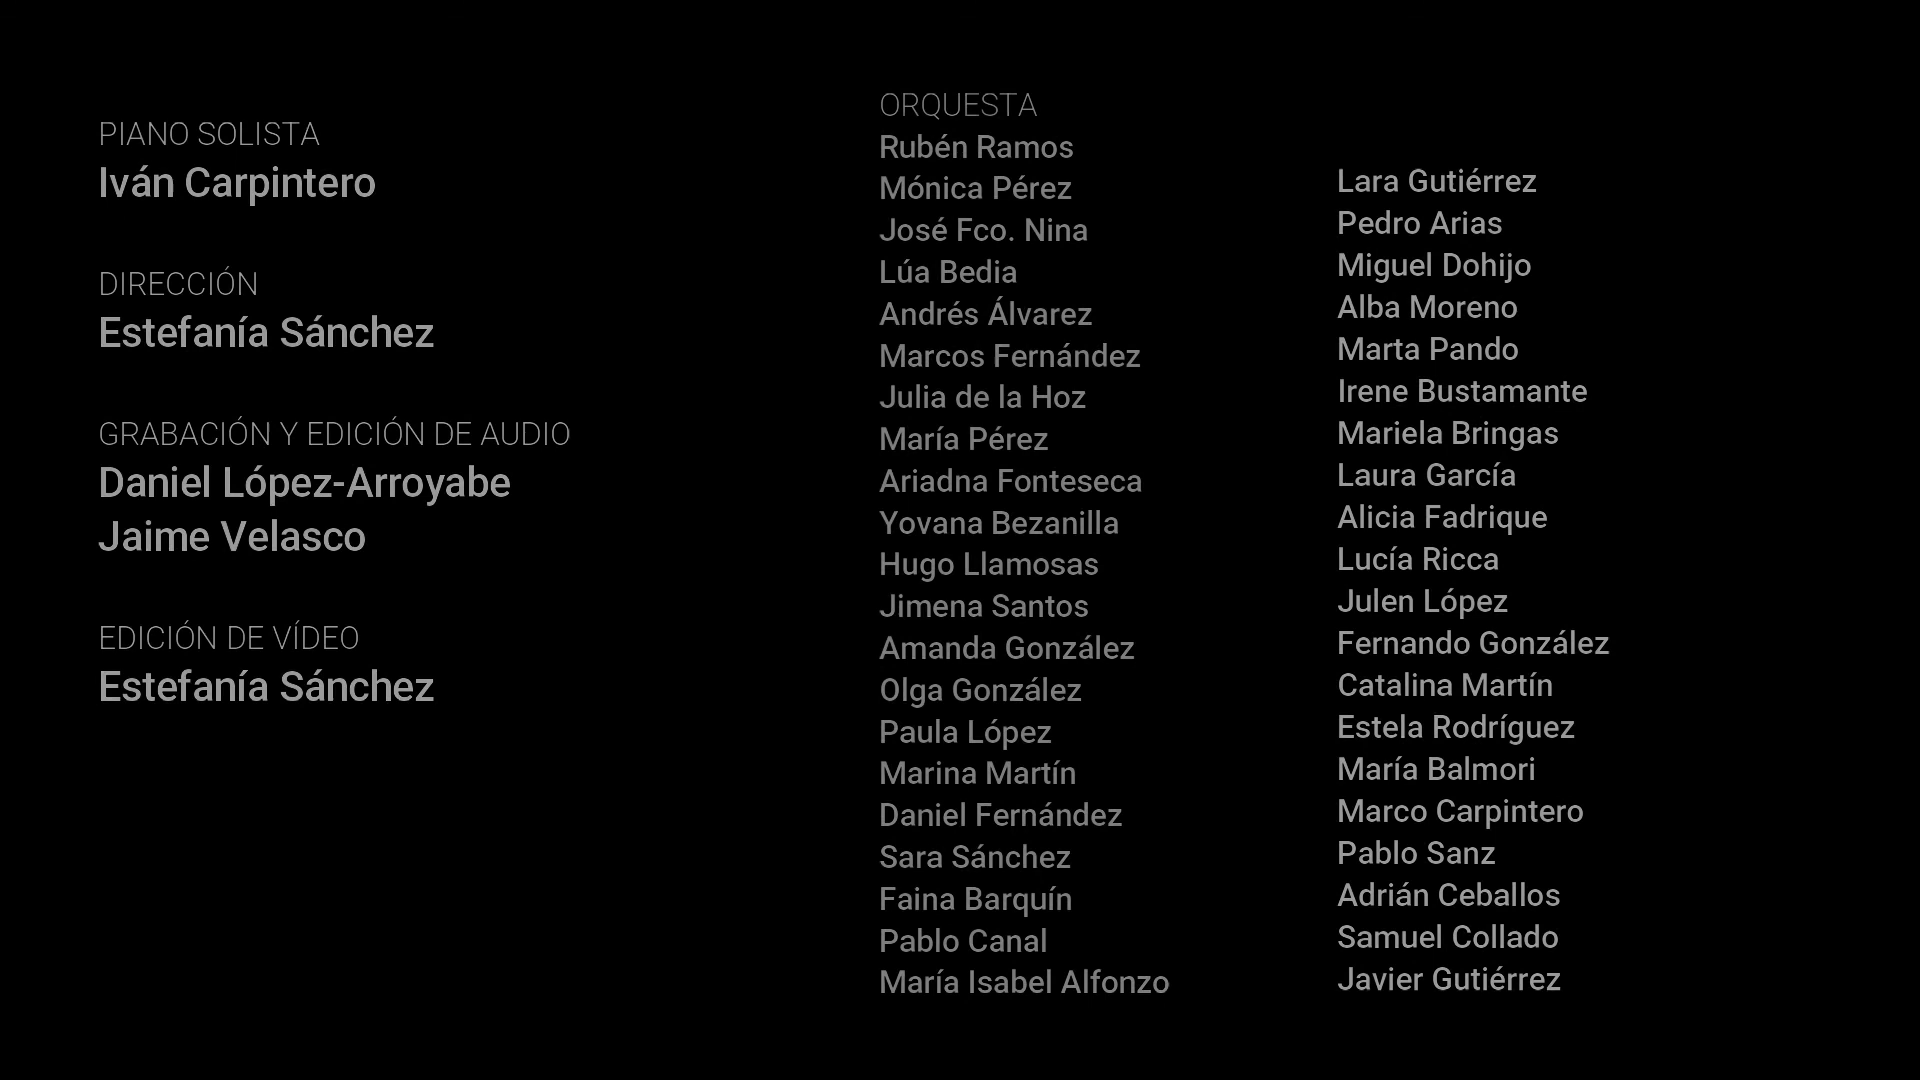 PIANO SOLISTA
Iván Carpintero
DIRECCIÓN
Estefanía Sánchez
GRABACIÓN Y EDICIÓN DE AUDIO
Daniel López-Arroyabe
Jaime Velasco
EDICIÓN DE VÍDEO
Estefanía Sánchez
ORQUESTA
Rubén Ramos
Mónica Pérez
José Fco. Nina
Lúa Bedia
Andrés Álvarez
Marcos Fernández
Julia de la Hoz
María Pérez
Ariadna Fonteseca
Yovana Bezanilla
Hugo Llamosas
Jimena Santos
Amanda González
Olga González
Paula López
Marina Martín
Daniel Fernández
Sara Sánchez
Faina Barquín
Pablo Canal
María Isabel Alfonzo
Lara Gutiérrez
Pedro Arias
Miguel Dohijo
Alba Moreno
Marta Pando
Irene Bustamante
Mariela Bringas
Laura García
Alicia Fadrique
Lucía Ricca
Julen López
Fernando González
Catalina Martín
Estela Rodríguez
María Balmori
Marco Carpintero
Pablo Sanz
Adrián Ceballos
Samuel Collado
Javier Gutiérrez